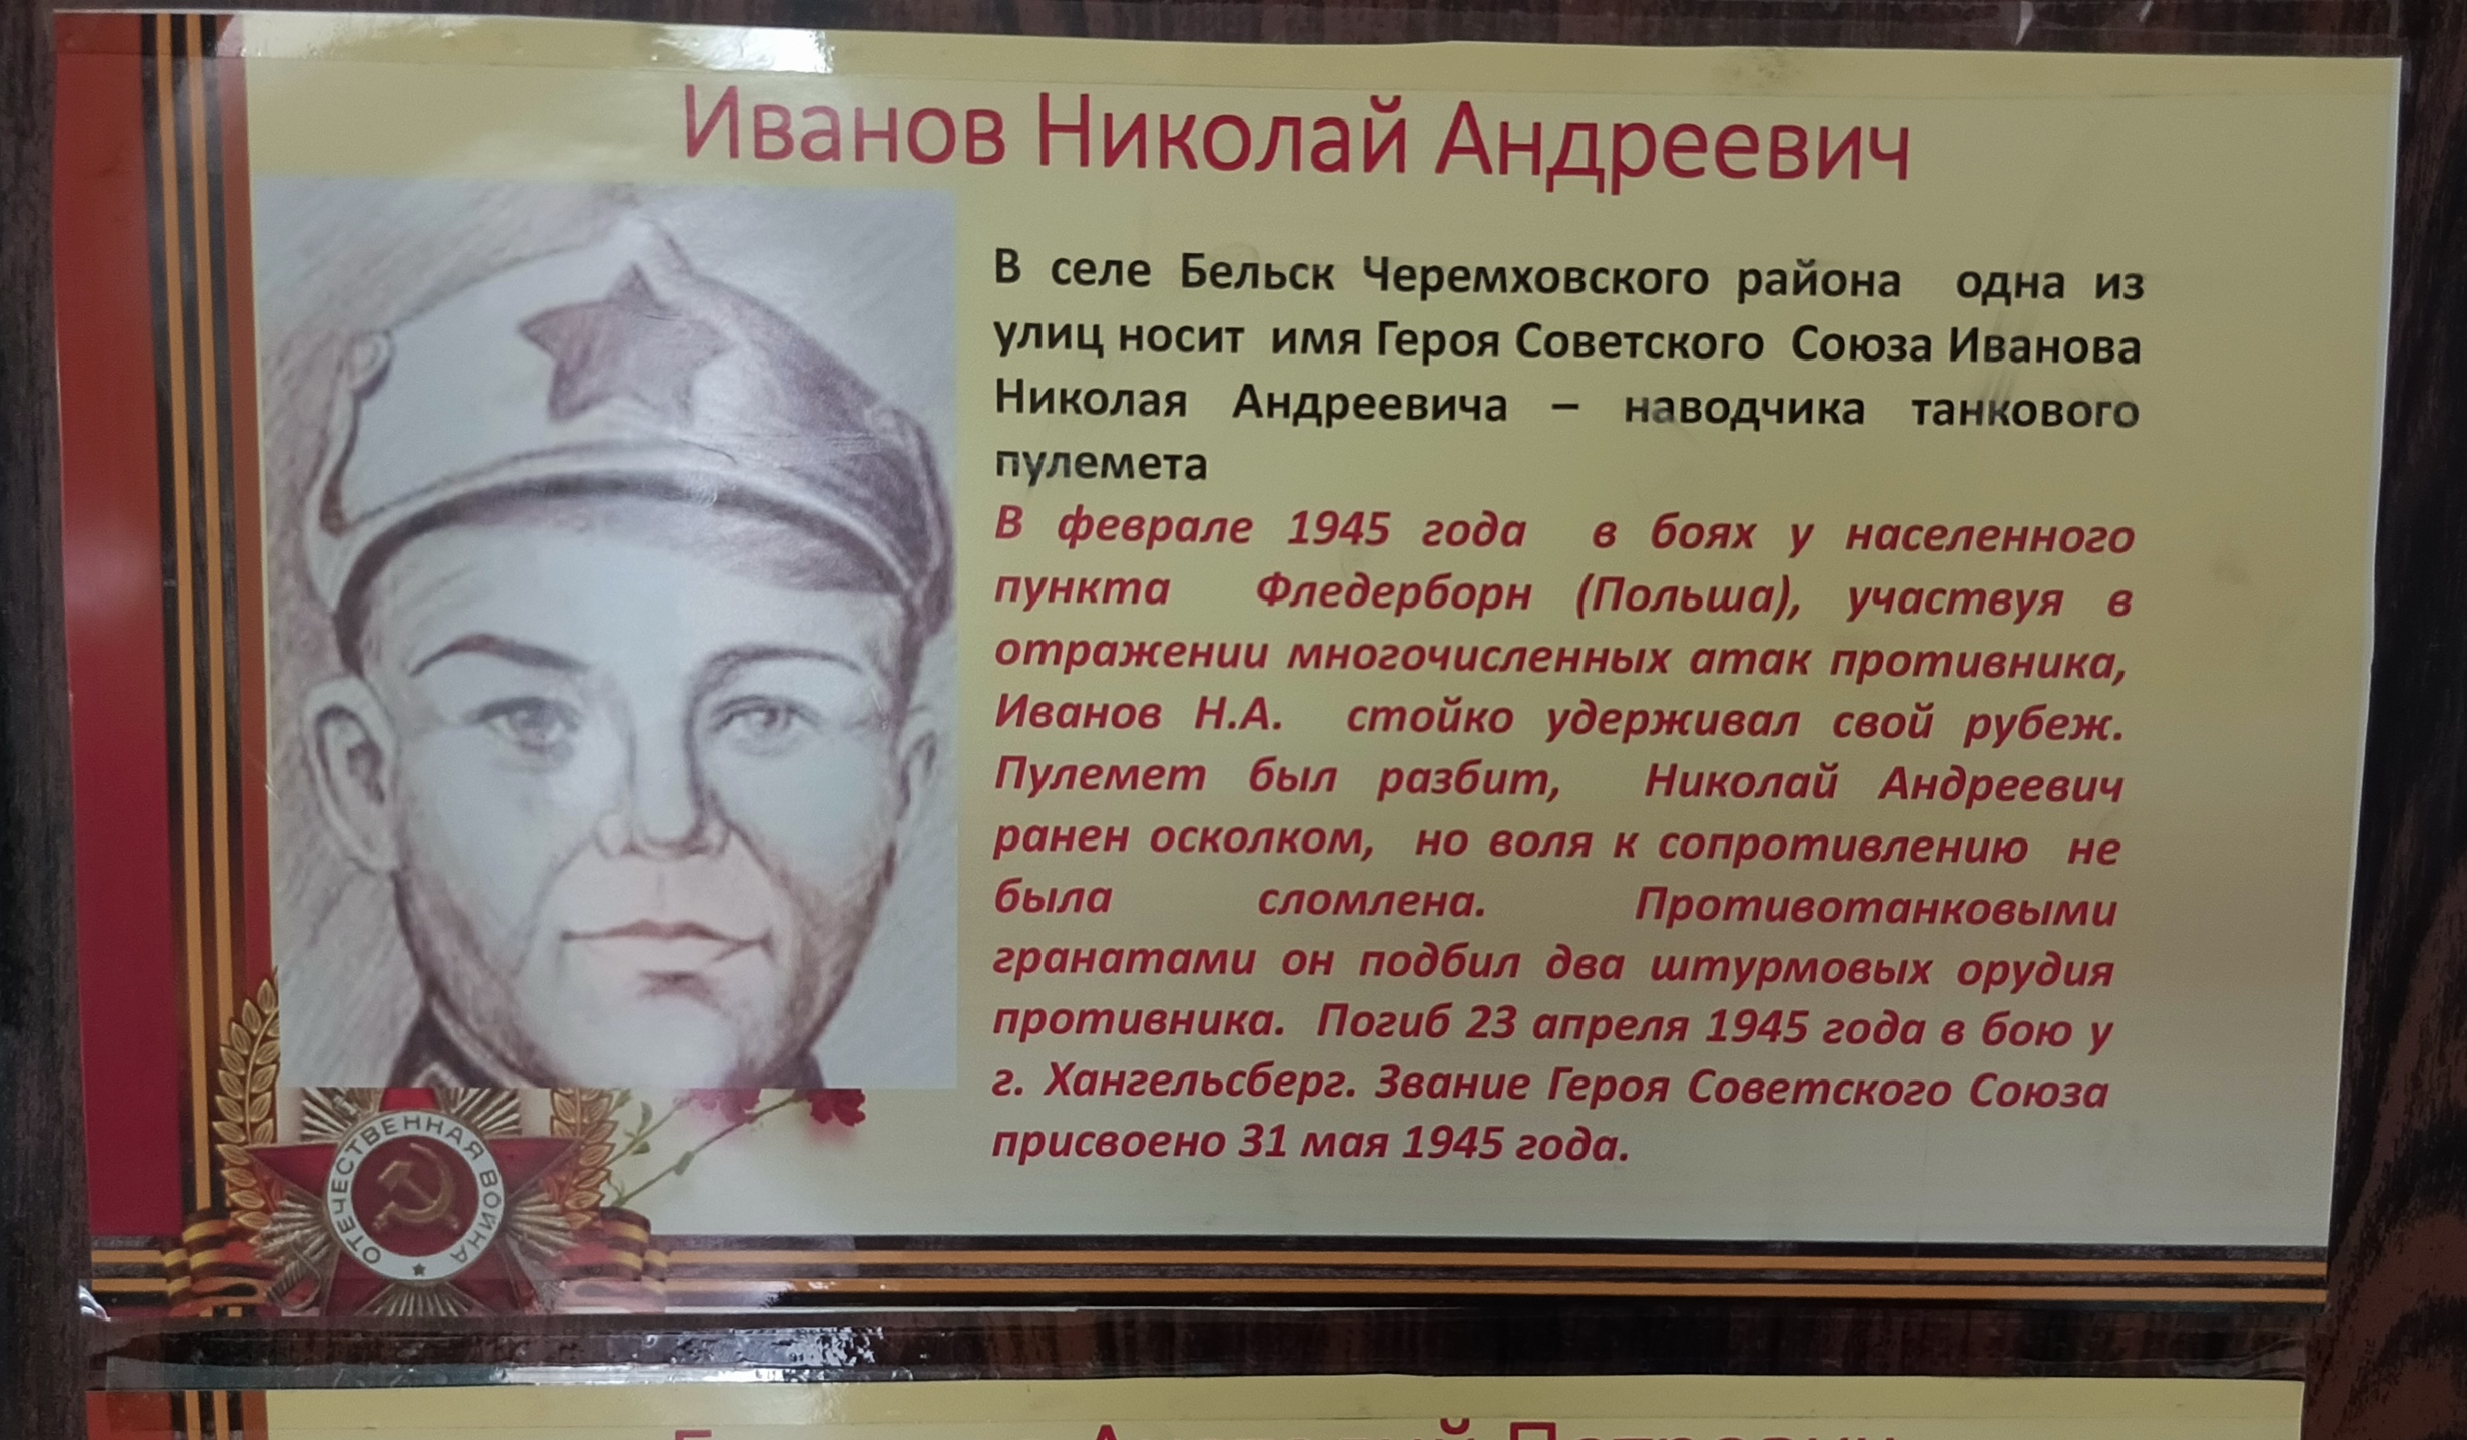 Иванов Николай Андреевич
В селе Бельск Черемховского района одна из
улиц носит имя Героя Советского Союза Иванова
Николая Андреевича – наводчика танкового
пулемета
В феврале 1945 года в боях у населенного
пункта Фледерборн (Польша), участвуя в
отражении многочисленных атак противника,
Иванов Н.А. стойко удерживал свой рубеж.
Пулемет был разбит, Николай Андреевич
ранен осколком, но воля к сопротивлению не
была сломлена. Противотанковыми
гранатами он подбил два штурмовых орудия
противника. Погиб 23 апреля 1945 года в бою у
г. Хангельсберг. Звание Героя Советского Союза
присвоено 31 мая 1945 года.
ОТЕЧЕСТВЕННАЯ ВОЙНА